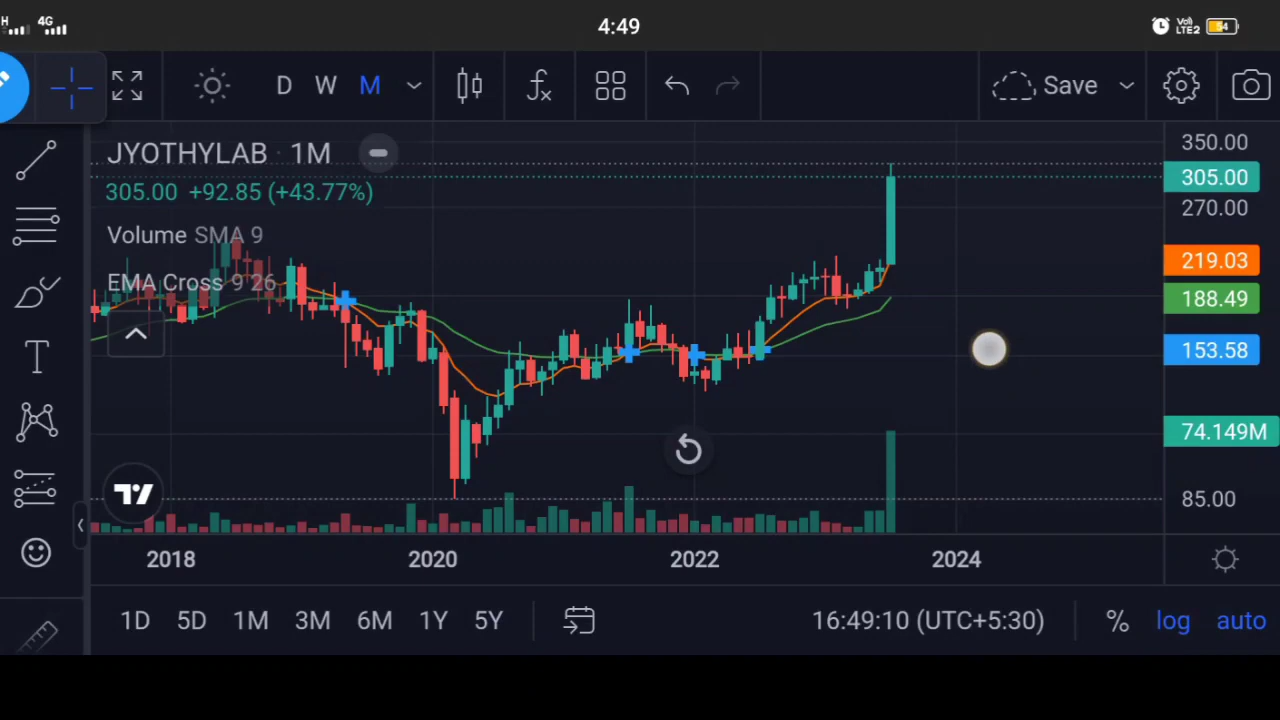 H 4G 4:49 Vo) LTE2 54
D W M Save
JYOTHYLAB · 1M
305.00 +92.85 (+43.77%)
Volume SMA 9
EMA Cross 9 26
350.00
305.00
270.00
219.03
188.49
153.58
74.149M
85.00
2018 2020 2022 2024
1D 5D 1M 3M 6M 1Y 5Y 16:49:10 (UTC+5:30) % log auto